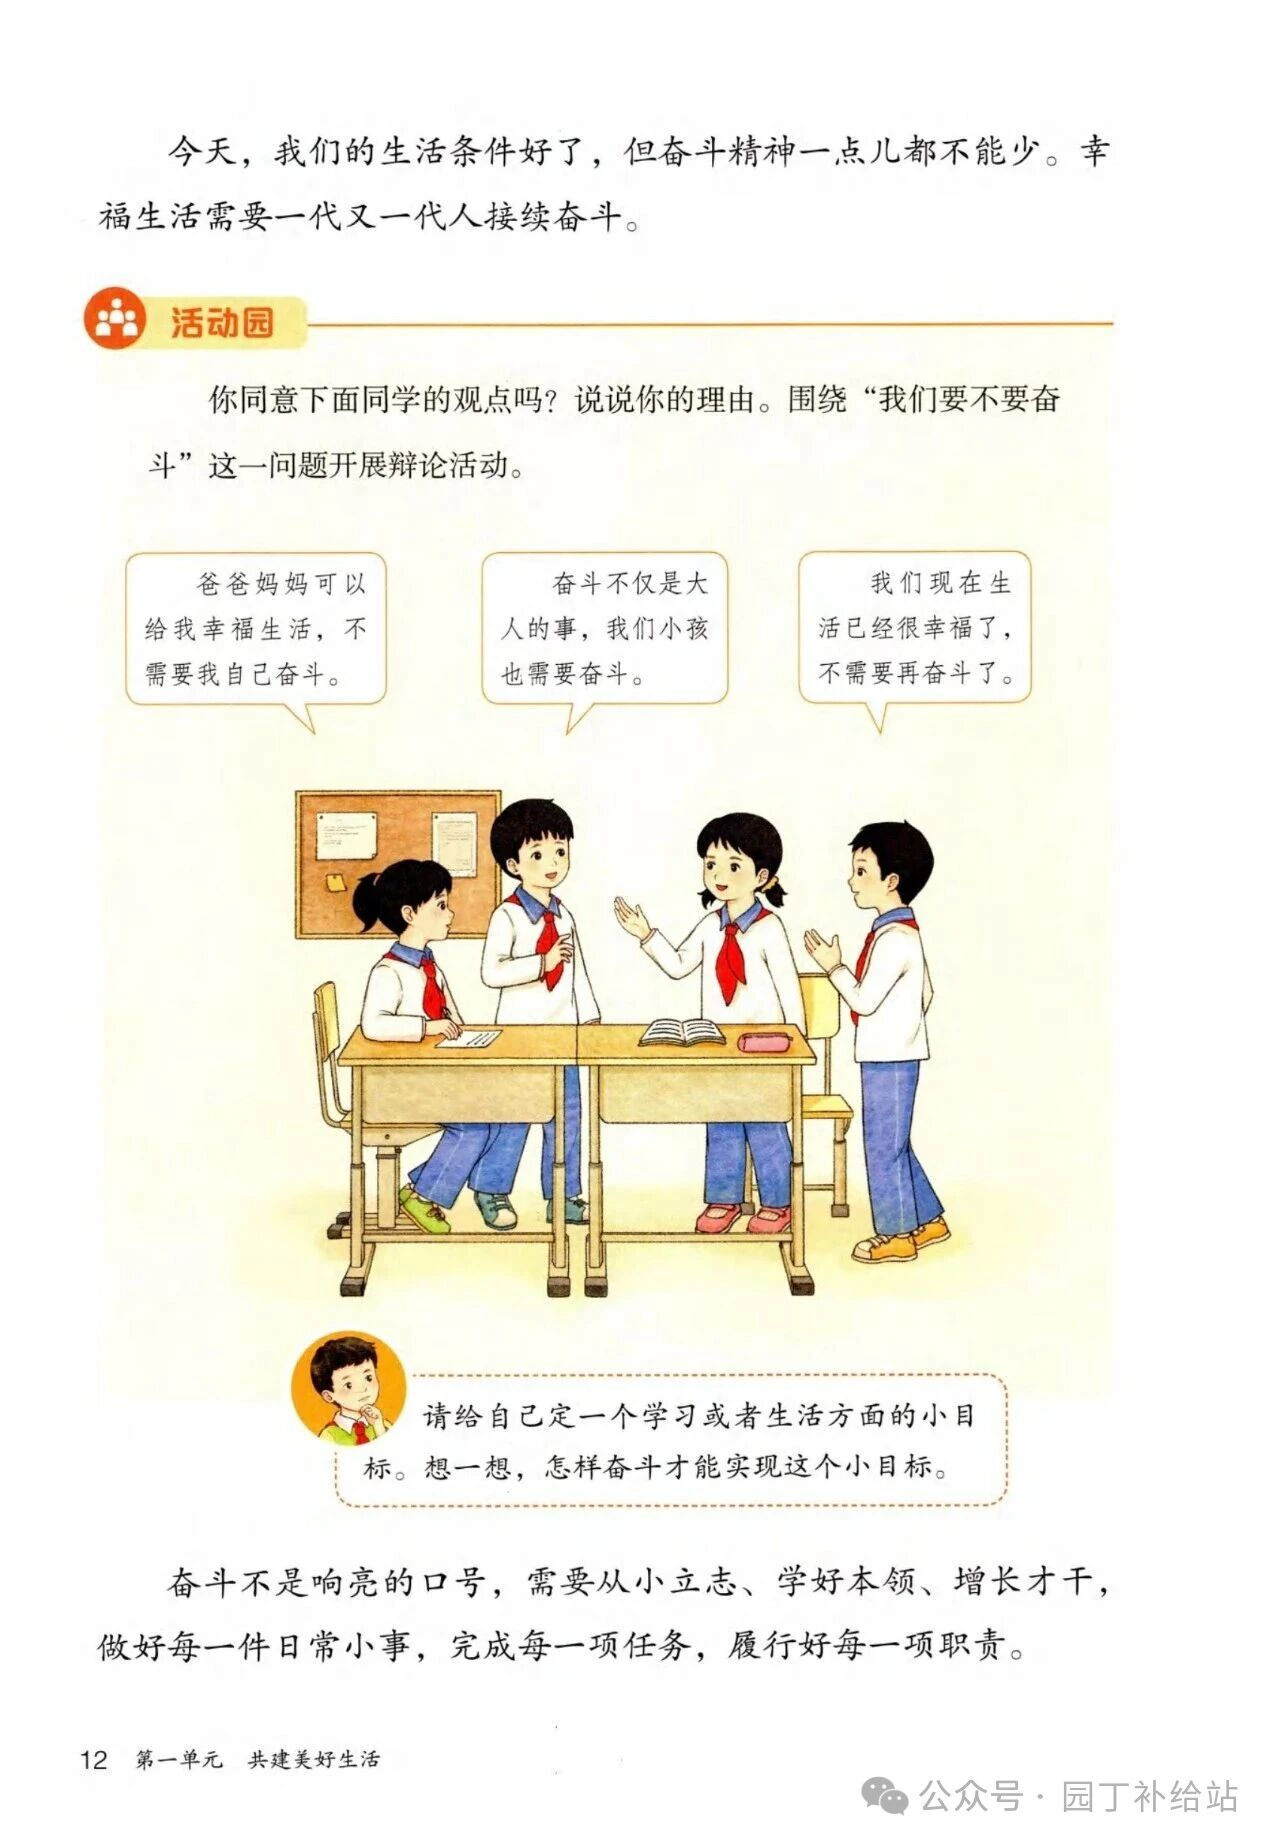 今天，我们的生活条件好了，但奋斗精神一点儿都不能少。幸
福生活需要一代又一代人接续奋斗。
活动园
你同意下面同学的观点吗？说说你的理由。围绕“我们要不要奋
斗”这一问题开展辩论活动。
爸爸妈妈可以
给我幸福生活，不
需要我自己奋斗。
奋斗不仅是大
人的事，我们小孩
也需要奋斗。
我们现在生
活已经很幸福了，
不需要再奋斗了。
请给自己定一个学习或者生活方面的小目
标。想一想，怎样奋斗才能实现这个小目标。
奋斗不是响亮的口号，需要从小立志、学好本领、增长才干，
做好每一件日常小事，完成每一项任务，履行好每一项职责。
12 第一单元 共建美好生活
公众号·园丁补给站